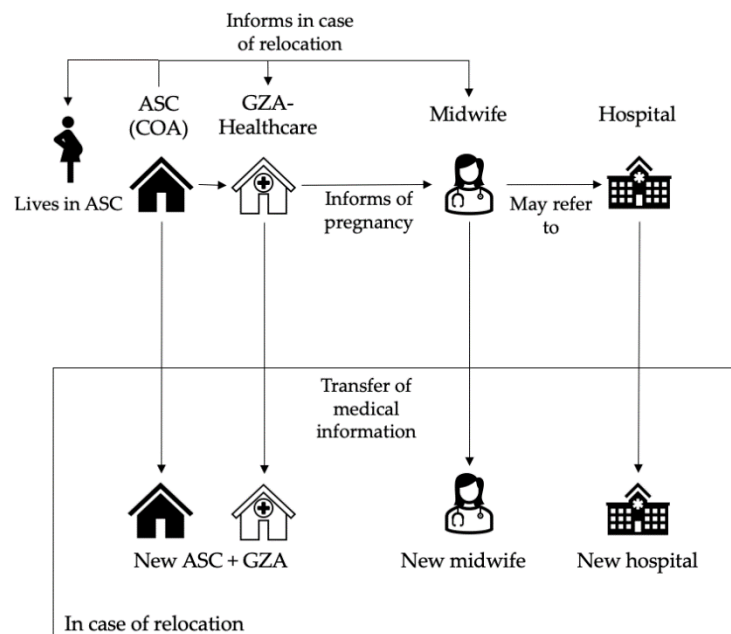 Informs in case
of relocation
ASC
(COA)
GZA-
Healthcare
Midwife
Hospital
Lives in ASC
Informs of
pregnancy
May refer
to
Transfer of
medical
information
New ASC + GZA
New midwife
New hospital
In case of relocation